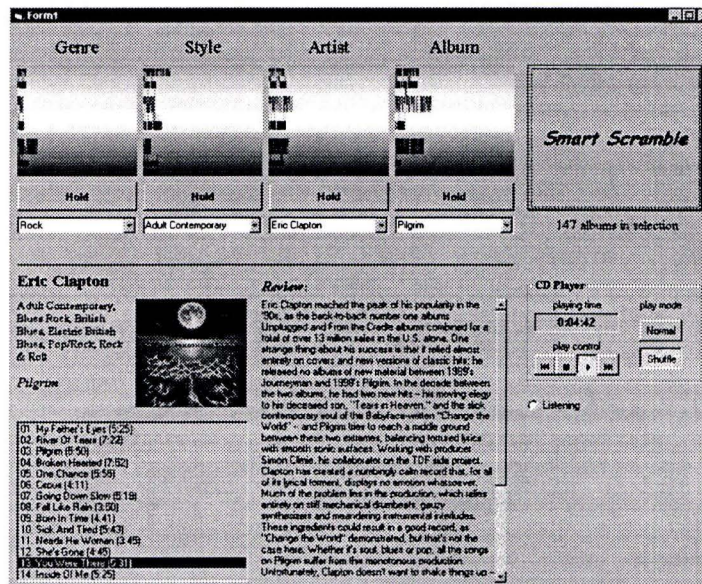 Form1
Genre Style Artist Album
Smart Scramble
Hold Hold Hold Hold
Rock Adult Contemporary Eric Clapton Pilgrim
147 albums in selection
Eric Clapton
Adult Contemporary,
Blues Rock, British
Blues, Electric British
Blues, Pop/Rock, Rock
& Roll
Pilgrim
01. My Father's Eyes (5:25)
02. River Of Tears (7:22)
03. Pilgrim (5:50)
04. Broken Hearted (7:52)
05. One Chance (5:55)
06. Circus (4:11)
07. Going Down Slow (5:19)
08. Fall Like Rain (3:50)
09. Born In Time (4:41)
10. Sick And Tired (5:43)
11. Needs He Woman (3:45)
12. She's Gone (4:45)
13. You Were There (5:31)
14. Inside Of Me (5:25)
Review:
Eric Clapton reached the peak of his popularity in the
'90s, as the back-to-back number one albums
Unplugged and From the Cradle albums combined for a
total of over 13 million sales in the U.S. alone. One
strange thing about his success is that it relied almost
entirely on covers and new versions of classic hits; he
released no albums of new material between 1989's
Journeyman and 1998's Pilgrim. In the decade between
the two albums, he had two new hits -- his moving elegy
to his deceased son, "Tears in Heaven," and the slick
contemporary soul of the Babyface-written "Change the
World" -- and Pilgrim tries to reach a middle ground
between these two extremes, balancing tortured lyrics
with smooth sonic surfaces. Working with producer
Simon Climie, his collaborator on the TDF side project,
Clapton has created a numbingly calm record that, for all
of its lyrical torment, displays no emotion whatsoever.
Much of the problem lies in the production, which relies
entirely on stiff mechanical drumbeats, gauzy
synthesizers and meandering instrumental interludes.
These ingredients could result in a good record, as
"Change the World" demonstrated, but that's not the
case here. Whether it's soul, blues or pop, all the songs
on Pilgrim suffer from the monotonous production.
Unfortunately, Clapton doesn't want to shake things up --
CD Player
playing time play mode
0:04:42
Normal
play control
Shuffle
Listening